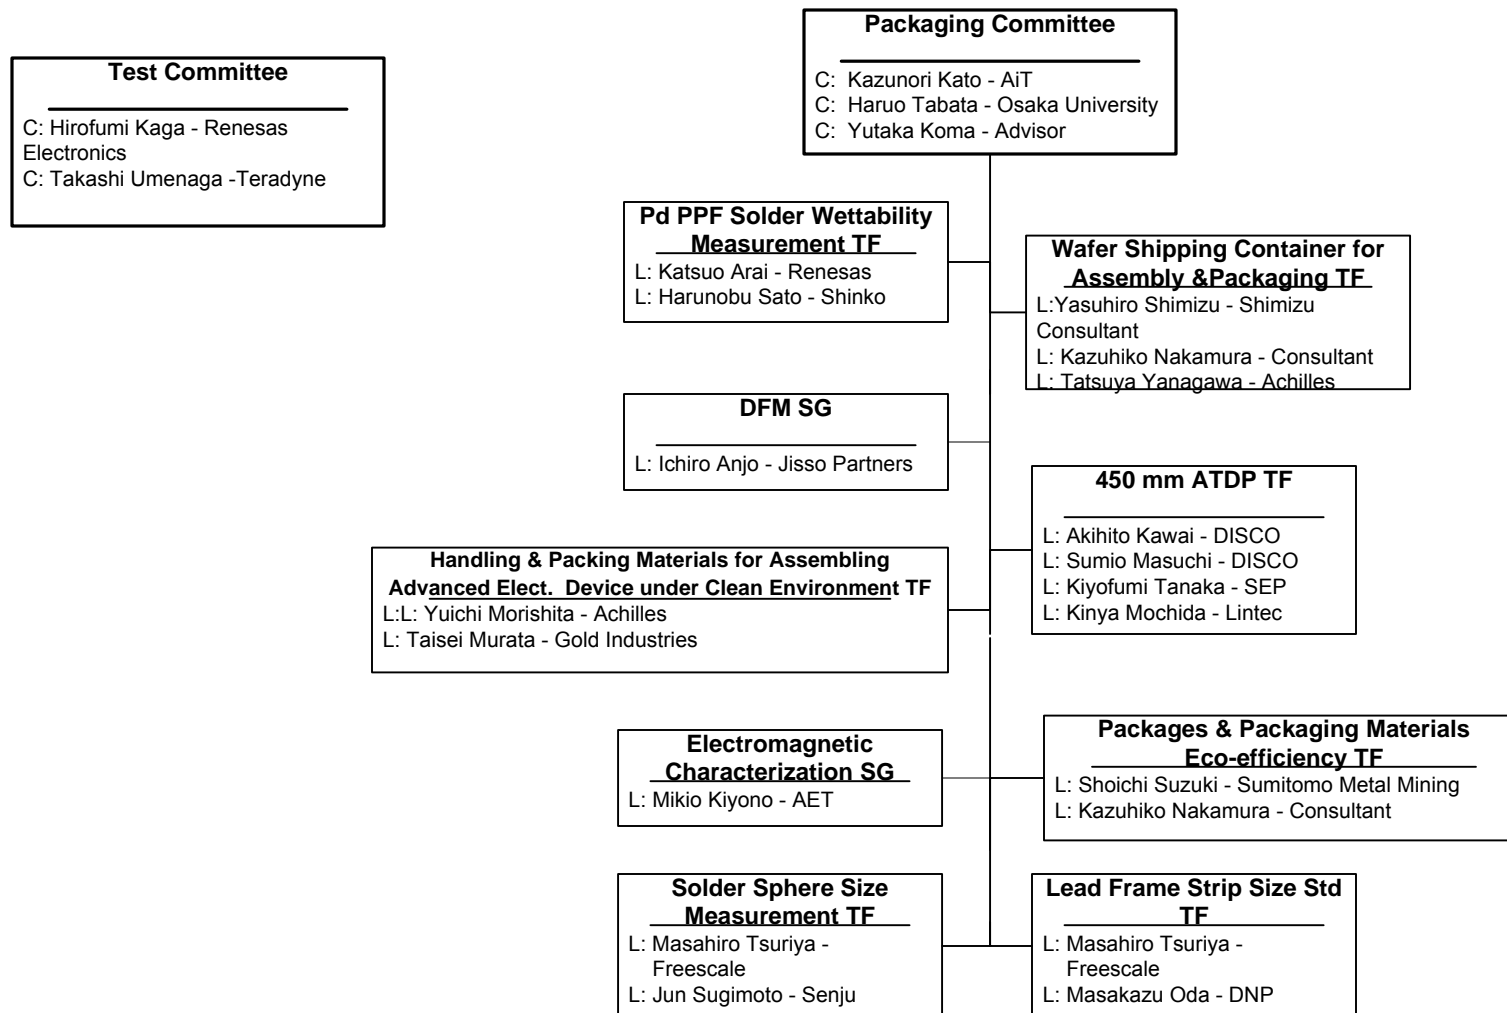 Packaging Committee
C: Kazunori Kato - AiT
C: Haruo Tabata - Osaka University
C: Yutaka Koma - Advisor
Test Committee
C: Hirofumi Kaga - Renesas
Electronics
C: Takashi Umenaga -Teradyne
Pd PPF Solder Wettability
Measurement TF
L: Katsuo Arai - Renesas
L: Harunobu Sato - Shinko
Wafer Shipping Container for
Assembly &Packaging TF
L:Yasuhiro Shimizu - Shimizu
Consultant
L: Kazuhiko Nakamura - Consultant
L: Tatsuya Yanagawa - Achilles
DFM SG
L: Ichiro Anjo - Jisso Partners
450 mm ATDP TF
L: Akihito Kawai - DISCO
L: Sumio Masuchi - DISCO
L: Kiyofumi Tanaka - SEP
L: Kinya Mochida - Lintec
Handling & Packing Materials for Assembling
Advanced Elect. Device under Clean Environment TF
L:L: Yuichi Morishita - Achilles
L: Taisei Murata - Gold Industries
Electromagnetic
Characterization SG
L: Mikio Kiyono - AET
Packages & Packaging Materials
Eco-efficiency TF
L: Shoichi Suzuki - Sumitomo Metal Mining
L: Kazuhiko Nakamura - Consultant
Solder Sphere Size
Measurement TF
L: Masahiro Tsuriya -
Freescale
L: Jun Sugimoto - Senju
Lead Frame Strip Size Std
TF
L: Masahiro Tsuriya -
Freescale
L: Masakazu Oda - DNP